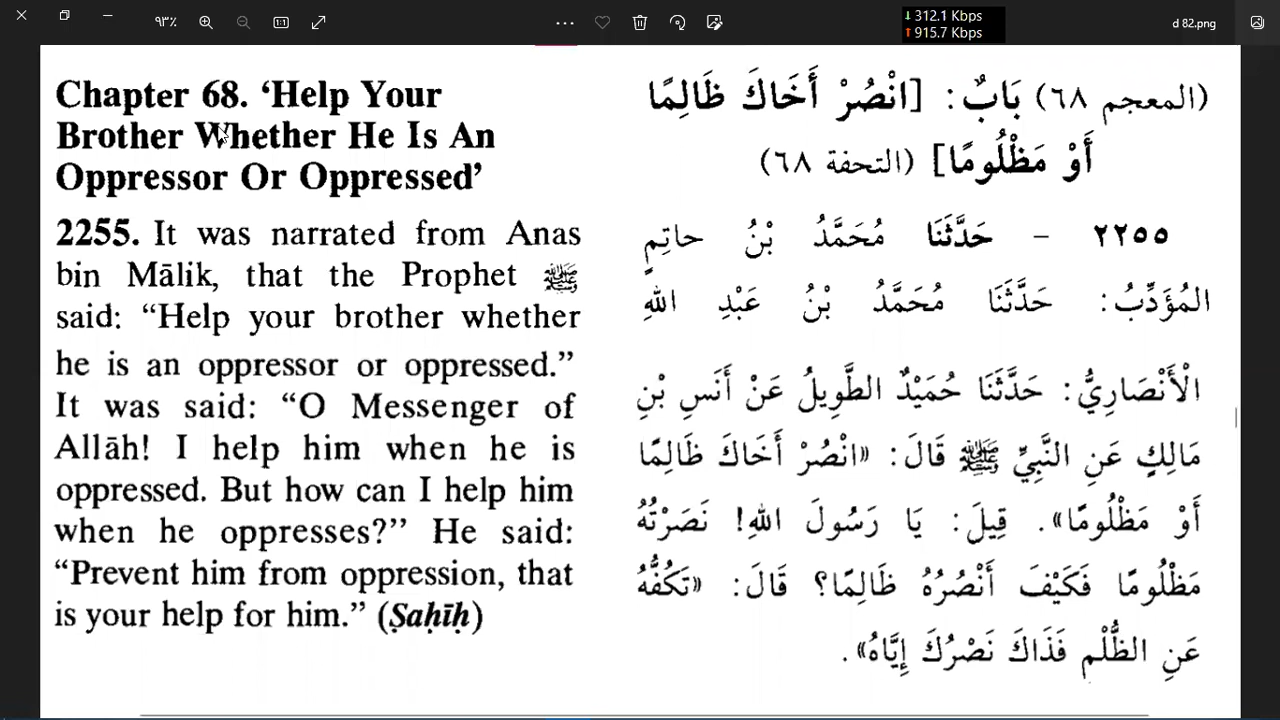 ٩٣٪
312.1 Kbps
915.7 Kbps
d 82.png
Chapter 68. ‘Help Your
Brother Whether He Is An
Oppressor Or Oppressed’
2255. It was narrated from Anas
bin Mālik, that the Prophet ﷺ
said: “Help your brother whether
he is an oppressor or oppressed.”
It was said: “O Messenger of
Allāh! I help him when he is
oppressed. But how can I help him
when he oppresses?’’ He said:
“Prevent him from oppression, that
is your help for him.” (Ṣaḥīḥ)
(المعجم ٦٨) بَابٌ: [انْصُرْ أَخَاكَ ظَالِمًا
أَوْ مَظْلُومًا] (التحفة ٦٨)
٢٢٥٥ – حَدَّثَنَا مُحَمَّدُ بْنُ حاتِمٍ
المُؤَدِّبُ: حَدَّثَنَا مُحَمَّدُ بْنُ عَبْدِ اللهِ
الْأَنْصَارِيُّ: حَدَّثَنَا حُمَيْدٌ الطَّوِيلُ عَنْ أَنَسِ بْنِ
مَالِكٍ عَنِ النَّبِيِّ ﷺ قَالَ: «انْصُرْ أَخَاكَ ظَالِمًا
أَوْ مَظْلُومًا». قِيلَ: يَا رَسُولَ اللهِ! نَصَرْتُهُ
مَظْلُومًا فَكَيْفَ أَنْصُرُهُ ظَالِمًا؟ قَالَ: «تَكُفُّهُ
عَنِ الظُّلْمِ فَذَاكَ نَصْرُكَ إِيَّاهُ».